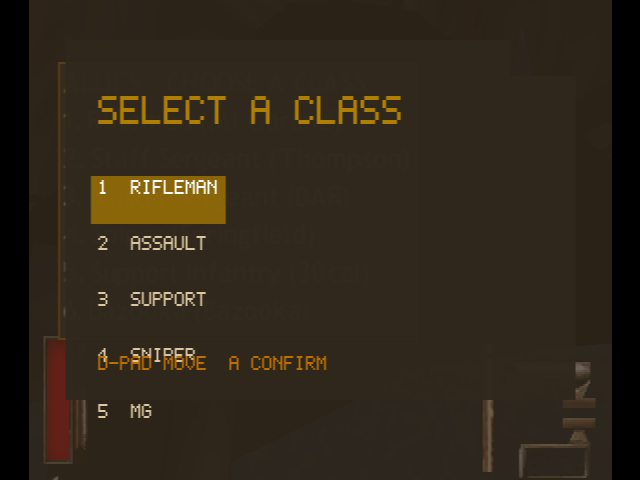 SELECT A CLASS
1 RIFLEMAN
2 ASSAULT
3 SUPPORT
4 SNIPER
D-PAD MOVE A CONFIRM
5 MG